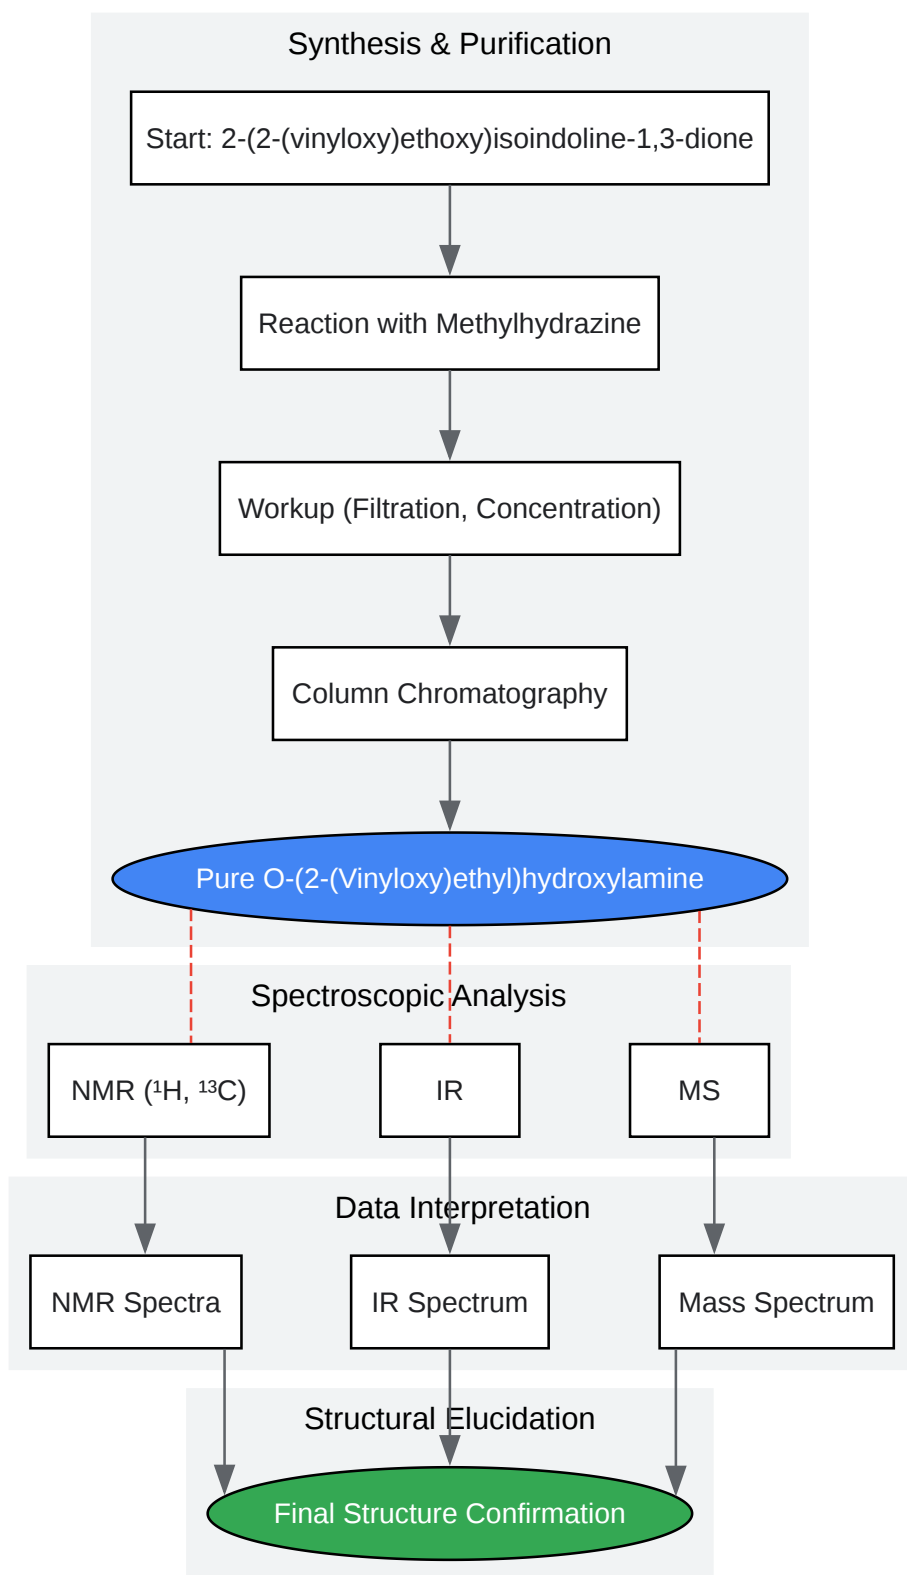 Synthesis & Purification
Start: 2-(2-(vinyloxy)ethoxy)isoindoline-1,3-dione
Reaction with Methylhydrazine
Workup (Filtration, Concentration)
Column Chromatography
Pure O-(2-(Vinyloxy)ethyl)hydroxylamine
Spectroscopic Analysis
NMR (¹H, ¹³C)
IR
MS
Data Interpretation
NMR Spectra
IR Spectrum
Mass Spectrum
Structural Elucidation
Final Structure Confirmation